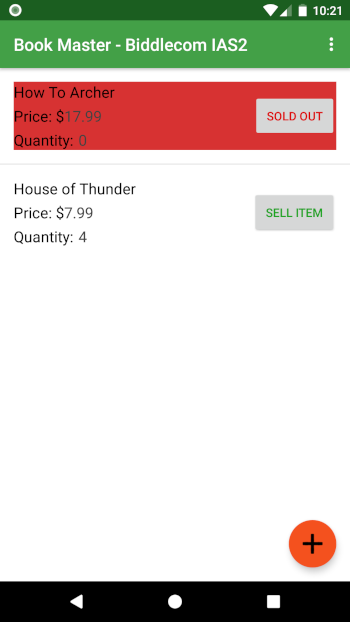 10:21
Book Master - Biddlecom IAS2
How To Archer
Price: $17.99
Quantity: 0
SOLD OUT
House of Thunder
Price: $7.99
Quantity: 4
SELL ITEM